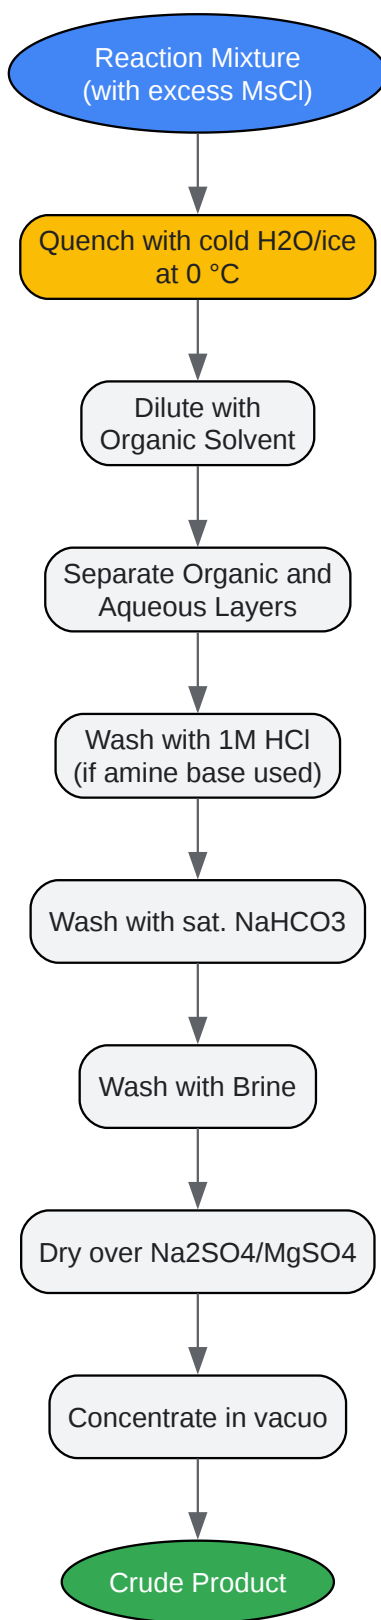 Reaction Mixture
(with excess MsCl)
Quench with cold H2O/ice
at 0 °C
Dilute with
Organic Solvent
Separate Organic and
Aqueous Layers
Wash with 1M HCl
(if amine base used)
Wash with sat. NaHCO3
Wash with Brine
Dry over Na2SO4/MgSO4
Concentrate in vacuo
Crude Product